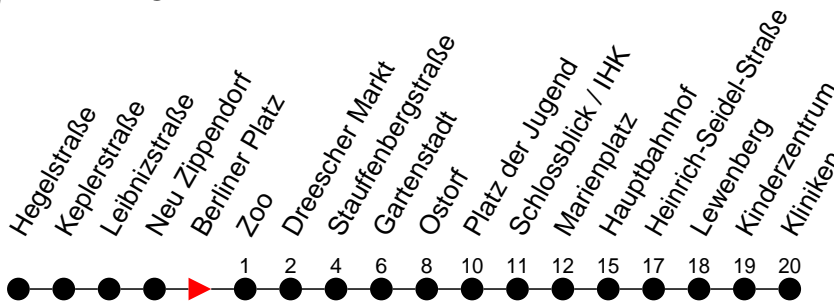 Hegelstraße
Keplerstraße
Leibnizstraße
Neu Zippendorf
Berliner Platz
Zoo
Dreescher Markt
Stauffenbergstraße
Gartenstadt
Ostorf
Platz der Jugend
Schlossblick / IHK
Marienplatz
Hauptbahnhof
Heinrich-Seidel-Straße
Lewenberg
Kinderzentrum
Kliniken
1 2 4 6 8 10 11 12 15 17 18 19 20